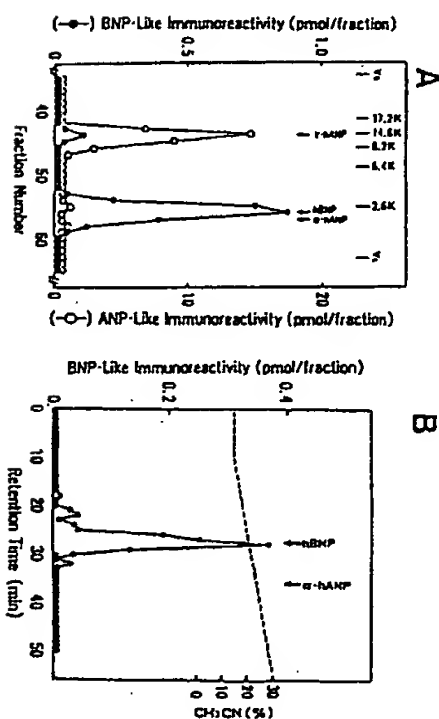 A
(-●-) BNP-Like Immunoreactivity (pmol/fraction)
0 0.5 1.0
17.2K
14.6K
8.2K
6.4K
2.6K
hBNP
α-hANP
40 50 60
Fraction Number
0 10 20
(-○-) ANP-Like Immunoreactivity (pmol/fraction)
B
BNP-Like Immunoreactivity (pmol/fraction)
0 0.2 0.4
hBNP
α-hANP
0 10 20 30 40 50
Retention Time (min)
0 10 20 30
CH3CN (%)